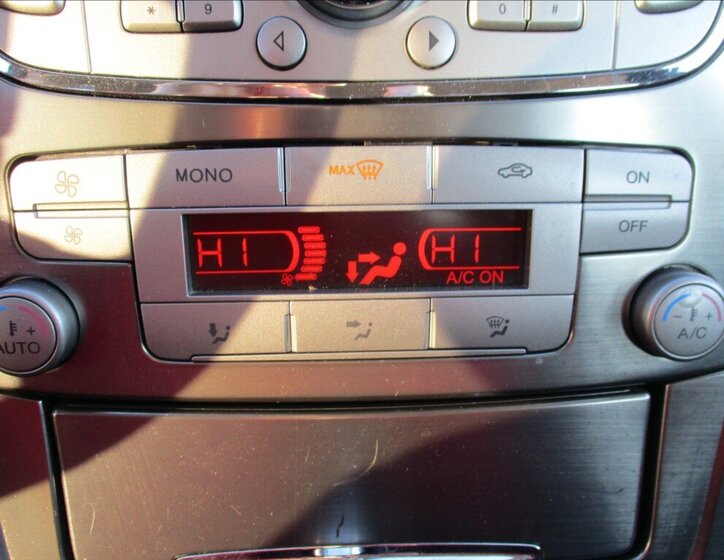 * 9 0 #
MONO MAX ON
OFF
HI HI
A/C ON
+ - +
AUTO A/C